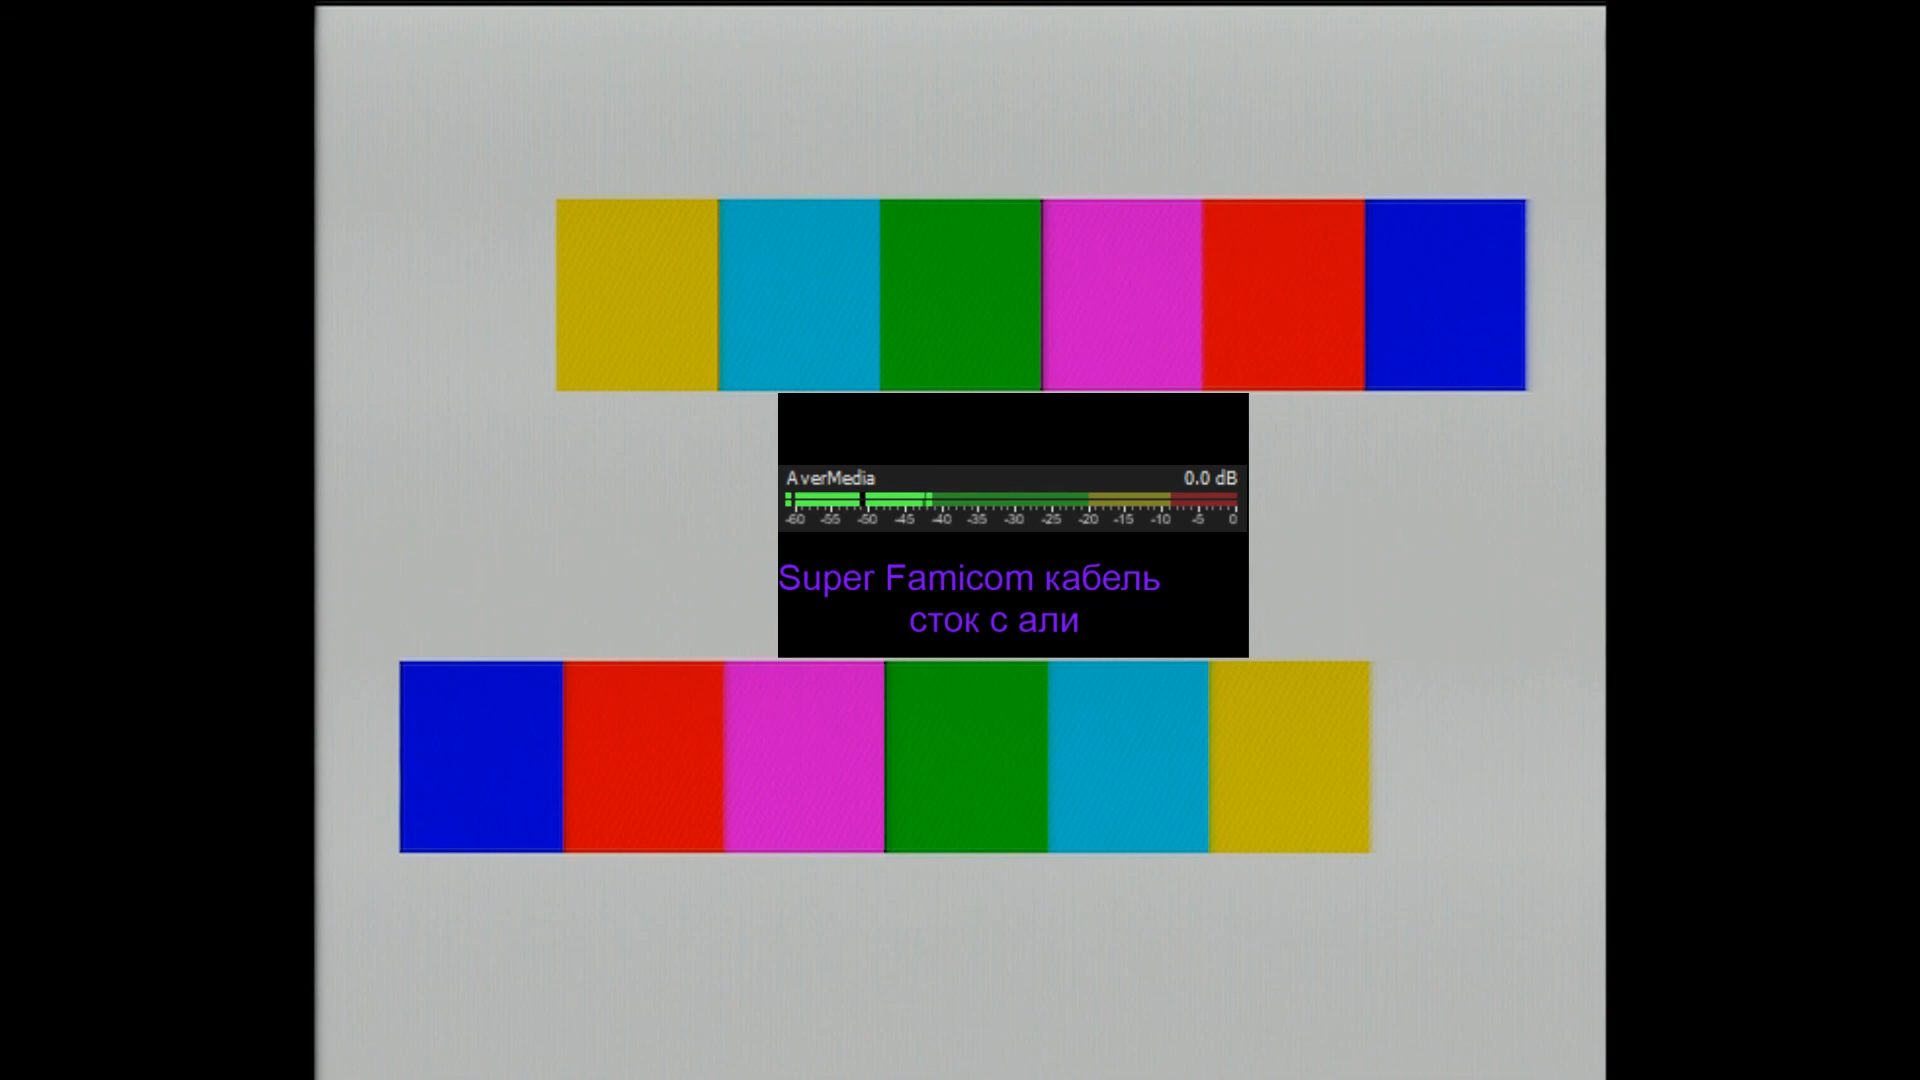 AverMedia 0.0 dB
-60 -55 -50 -45 -40 -35 -30 -25 -20 -15 -10 -5 0
Super Famicom кабель
сток с али